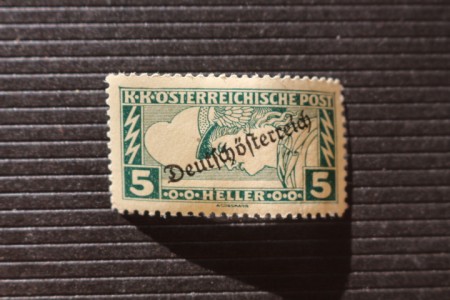 K·K·ÖSTERREICHISCHE POST
Deutschösterreich
5 HELLER 5